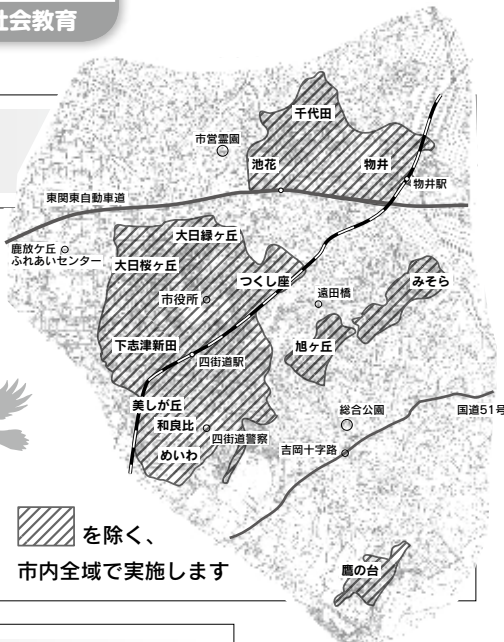 社会教育
千代田
市営霊園
池花
物井
物井駅
東関東自動車道
大日緑ヶ丘
鹿放ケ丘
ふれあいセンター
大日桜ヶ丘
つくし座
みそら
市役所
遠田橋
下志津新田
旭ヶ丘
四街道駅
美しが丘
総合公園
国道51号
和良比
四街道警察
吉岡十字路
めいわ
を除く、
市内全域で実施します
鷹の台